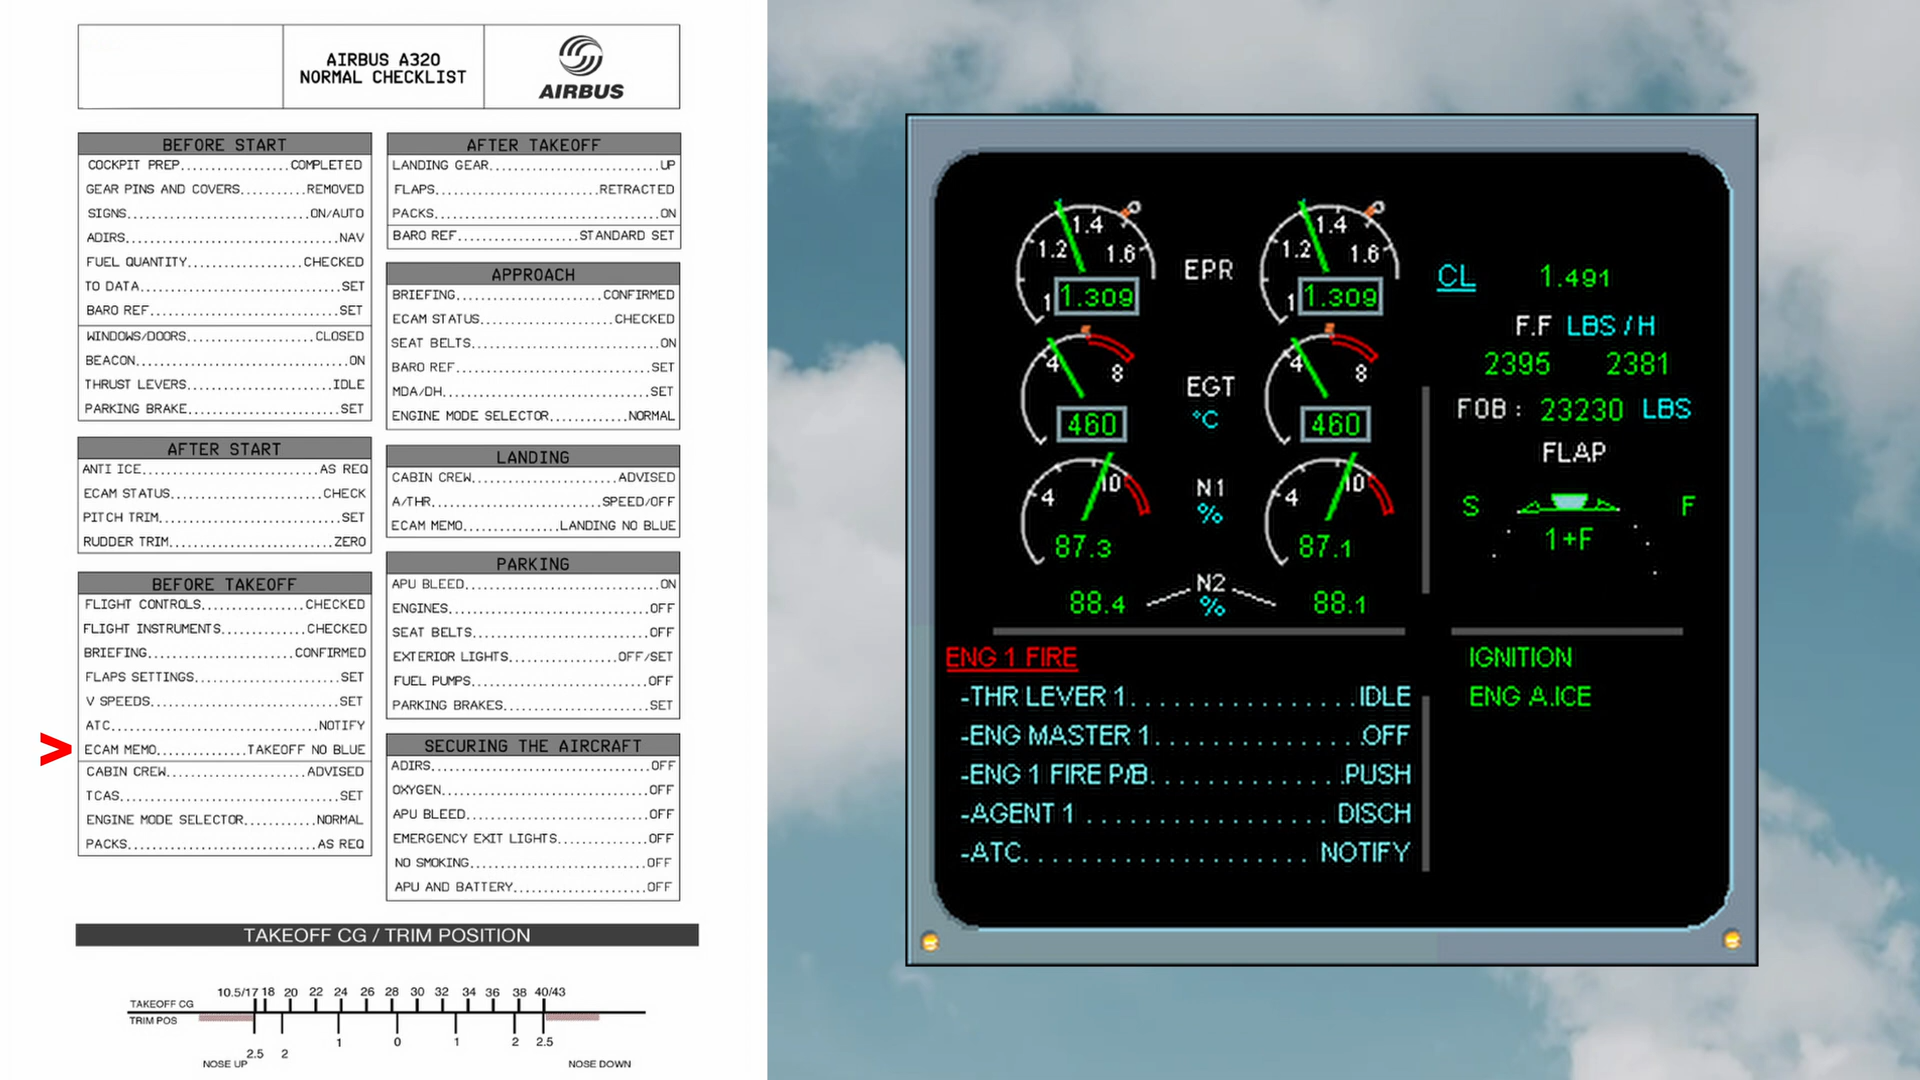 AIRBUS A320
NORMAL CHECKLIST
AIRBUS
BEFORE START
COCKPIT PREP...............COMPLETED
GEAR PINS AND COVERS..........REMOVED
SIGNS.........................ON/AUTO
ADIRS.............................NAV
FUEL QUANTITY.................CHECKED
TO DATA...........................SET
BARO REF..........................SET
WINDOWS/DOORS..................CLOSED
BEACON.............................ON
THRUST LEVERS....................IDLE
PARKING BRAKE.....................SET
AFTER START
ANTI ICE.......................AS REQ
ECAM STATUS.....................CHECK
PITCH TRIM........................SET
RUDDER TRIM......................ZERO
BEFORE TAKEOFF
FLIGHT CONTROLS...............CHECKED
FLIGHT INSTRUMENTS............CHECKED
BRIEFING....................CONFIRMED
FLAPS SETTINGS....................SET
V SPEEDS..........................SET
ATC............................NOTIFY
> ECAM MEMO............TAKEOFF NO BLUE
CABIN CREW....................ADVISED
TCAS..............................SET
ENGINE MODE SELECTOR..........NORMAL
PACKS..........................AS REQ
AFTER TAKEOFF
LANDING GEAR.......................UP
FLAPS.......................RETRACTED
PACKS..............................ON
BARO REF.................STANDARD SET
APPROACH
BRIEFING....................CONFIRMED
ECAM STATUS...................CHECKED
SEAT BELTS.........................ON
BARO REF..........................SET
MDA/DH............................SET
ENGINE MODE SELECTOR...........NORMAL
LANDING
CABIN CREW....................ADVISED
A/THR.......................SPEED/OFF
ECAM MEMO.............LANDING NO BLUE
PARKING
APU BLEED..........................ON
ENGINES...........................OFF
SEAT BELTS........................OFF
EXTERIOR LIGHTS...............OFF/SET
FUEL PUMPS........................OFF
PARKING BRAKES....................SET
SECURING THE AIRCRAFT
ADIRS.............................OFF
OXYGEN............................OFF
APU BLEED.........................OFF
EMERGENCY EXIT LIGHTS.............OFF
NO SMOKING........................OFF
APU AND BATTERY...................OFF
TAKEOFF CG / TRIM POSITION
10.5/17 18 20 22 24 26 28 30 32 34 36 38 40/43
TAKEOFF CG
TRIM POS
2.5 2 1 0 1 2 2.5
NOSE UP NOSE DOWN
1 1.2 1.4 1.6 1.309 EPR 1 1.2 1.4 1.6 1.309
4 8 460 EGT °C 4 8 460
4 10 87.3 N1 % 4 10 87.1
88.4 N2 % 88.1
CL 1.491
F.F LBS/H
2395 2381
FOB: 23230 LBS
FLAP
S F
1+F
ENG 1 FIRE
-THR LEVER 1.................IDLE
-ENG MASTER 1................OFF
-ENG 1 FIRE P/B..............PUSH
-AGENT 1 ..................DISCH
-ATC......................NOTIFY
IGNITION
ENG A.ICE